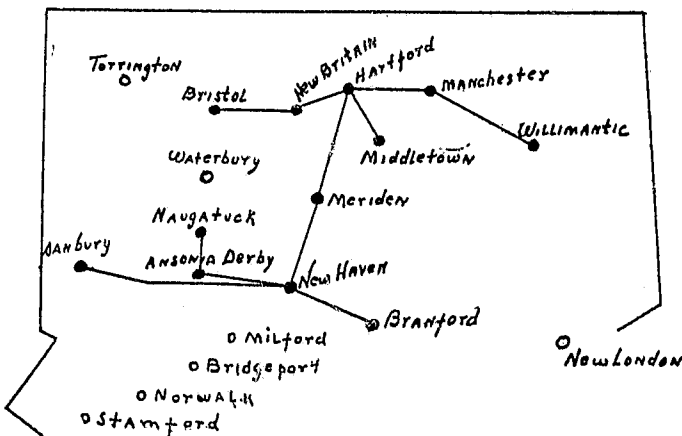 Torrington
Bristol
New Britain
Hartford
Manchester
Willimantic
Middletown
Waterbury
Meriden
Naugatuck
Danbury
Ansonia Derby
New Haven
Branford
Milford
Bridgeport
Norwalk
Stamford
New London